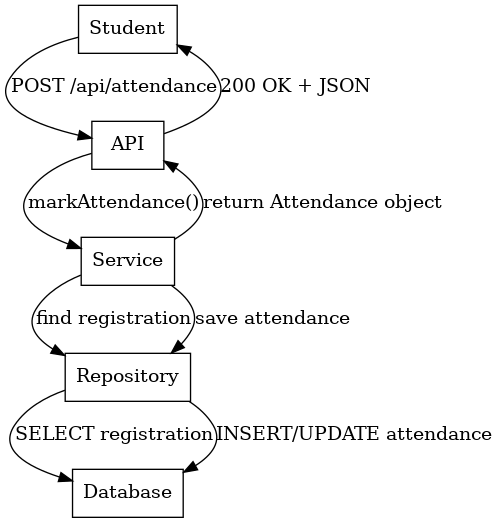 Student
POST /api/attendance
200 OK + JSON
API
markAttendance()
return Attendance object
Service
find registration
save attendance
Repository
SELECT registration
INSERT/UPDATE attendance
Database